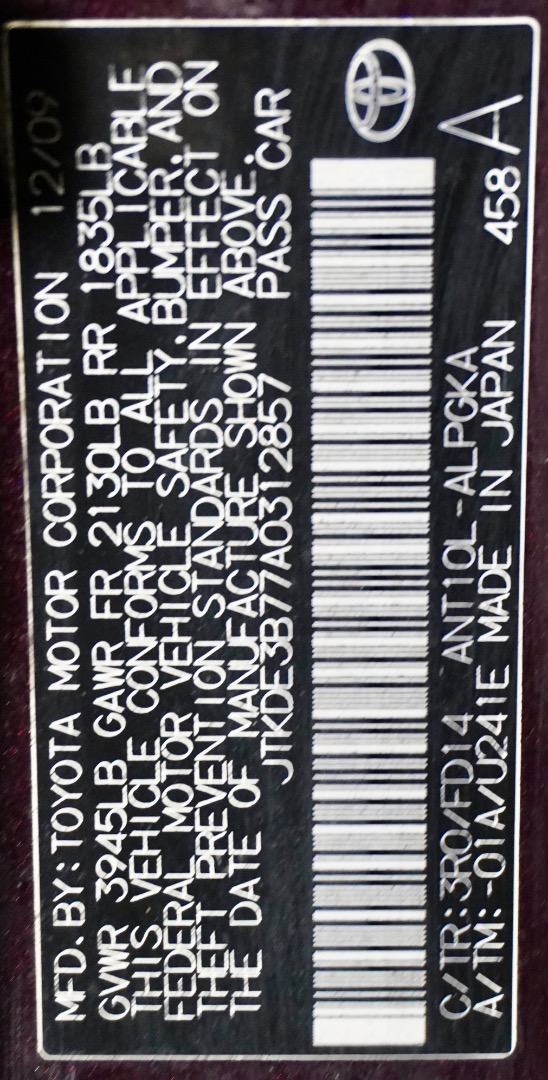 MFD. BY: TOYOTA MOTOR CORPORATION 12/09
GVWR 3945LB GAWR FR 2130LB RR 1835LB
THIS VEHICLE CONFORMS TO ALL APPLICABLE
FEDERAL MOTOR VEHICLE SAFETY, BUMPER, AND
THEFT PREVENTION STANDARDS IN EFFECT ON
THE DATE OF MANUFACTURE SHOWN ABOVE.
JTKDE3B77A0312857 PASS CAR
C/TR: 3R0/FD14 ANT10L-ALPGKA
A/TM: -01A/U241E MADE IN JAPAN 458 A